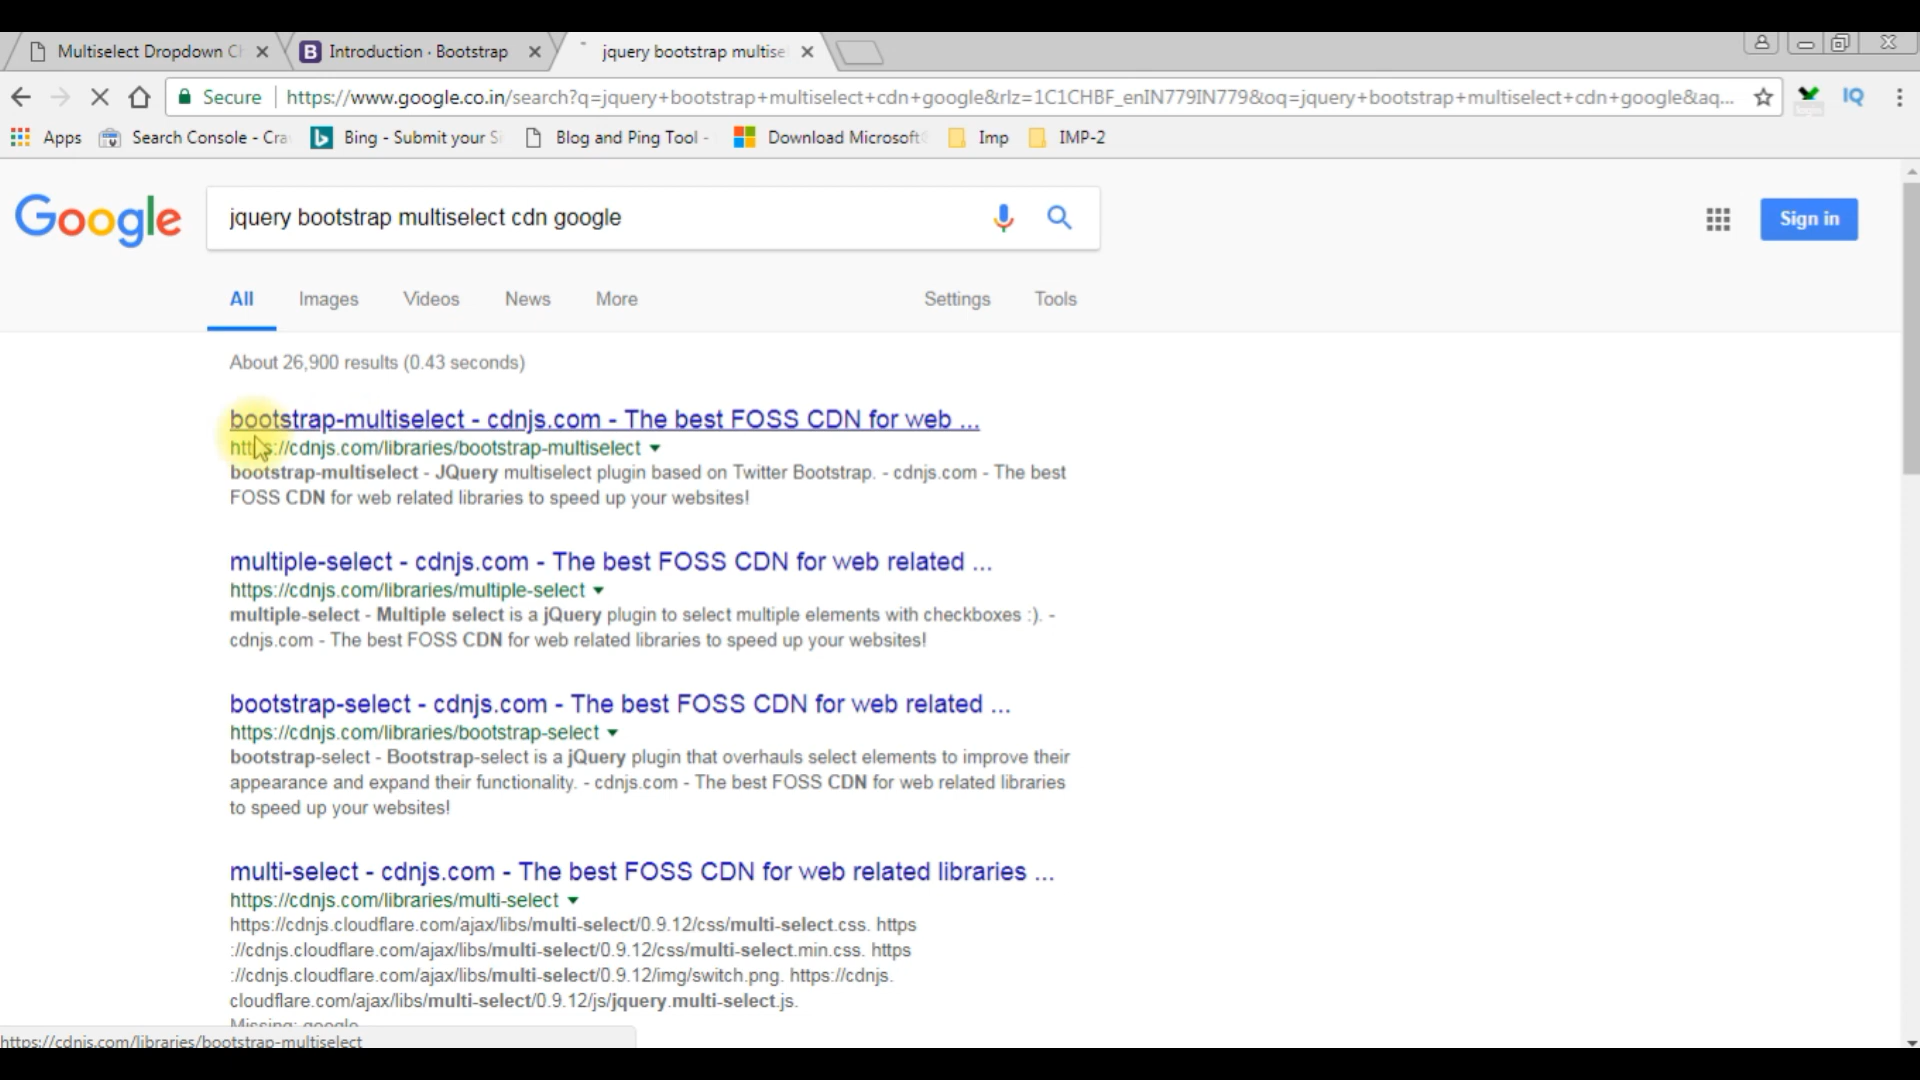 Multiselect Dropdown Ch
Introduction · Bootstrap
jquery bootstrap multise
Secure
https://www.google.co.in/search?q=jquery+bootstrap+multiselect+cdn+google&rlz=1C1CHBF_enIN779IN779&oq=jquery+bootstrap+multiselect+cdn+google&aq...
IQ
Apps
Search Console - Cra
Bing - Submit your Si
Blog and Ping Tool -
Download Microsoft
Imp
IMP-2
Google
jquery bootstrap multiselect cdn google
Sign in
All
Images
Videos
News
More
Settings
Tools
About 26,900 results (0.43 seconds)
bootstrap-multiselect - cdnjs.com - The best FOSS CDN for web ...
https://cdnjs.com/libraries/bootstrap-multiselect
bootstrap-multiselect - JQuery multiselect plugin based on Twitter Bootstrap. - cdnjs.com - The best
FOSS CDN for web related libraries to speed up your websites!
multiple-select - cdnjs.com - The best FOSS CDN for web related ...
https://cdnjs.com/libraries/multiple-select
multiple-select - Multiple select is a jQuery plugin to select multiple elements with checkboxes :). -
cdnjs.com - The best FOSS CDN for web related libraries to speed up your websites!
bootstrap-select - cdnjs.com - The best FOSS CDN for web related ...
https://cdnjs.com/libraries/bootstrap-select
bootstrap-select - Bootstrap-select is a jQuery plugin that overhauls select elements to improve their
appearance and expand their functionality. - cdnjs.com - The best FOSS CDN for web related libraries
to speed up your websites!
multi-select - cdnjs.com - The best FOSS CDN for web related libraries ...
https://cdnjs.com/libraries/multi-select
https://cdnjs.cloudflare.com/ajax/libs/multi-select/0.9.12/css/multi-select.css. https
://cdnjs.cloudflare.com/ajax/libs/multi-select/0.9.12/css/multi-select.min.css. https
://cdnjs.cloudflare.com/ajax/libs/multi-select/0.9.12/img/switch.png. https://cdnjs.
cloudflare.com/ajax/libs/multi-select/0.9.12/js/jquery.multi-select.js.
Missing: google
https://cdnjs.com/libraries/bootstrap-multiselect